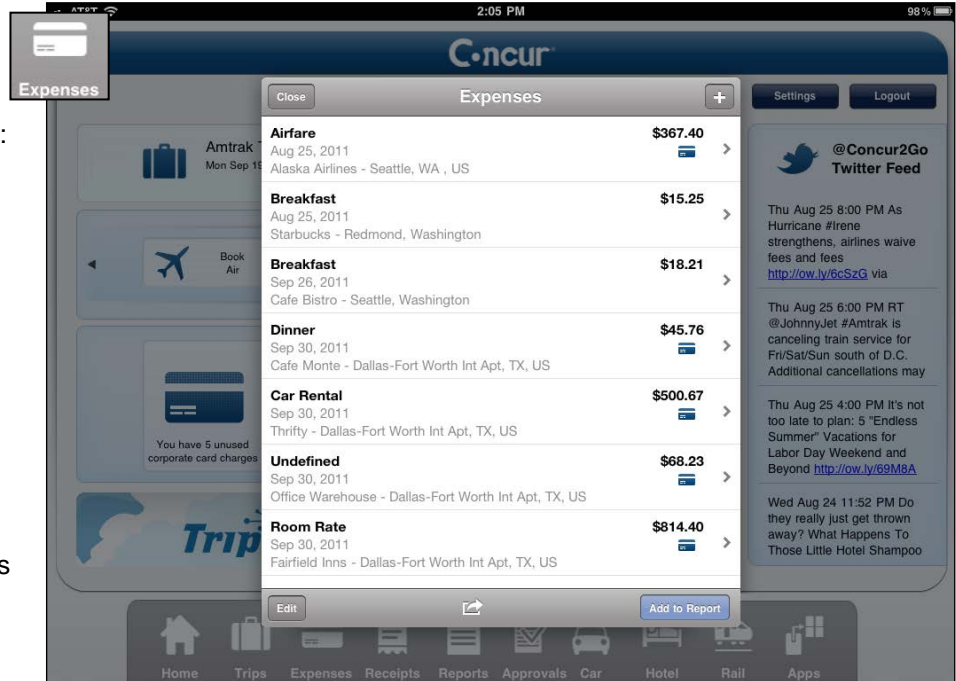 AT&T
2:05 PM
98%
Expenses
:
s
C•ncur
Settings
Logout
Close
Expenses
+
Airfare
$367.40
Aug 25, 2011
Alaska Airlines - Seattle, WA , US
Breakfast
$15.25
Aug 25, 2011
Starbucks - Redmond, Washington
Breakfast
$18.21
Sep 26, 2011
Cafe Bistro - Seattle, Washington
Dinner
$45.76
Sep 30, 2011
Cafe Monte - Dallas-Fort Worth Int Apt, TX, US
Car Rental
$500.67
Sep 30, 2011
Thrifty - Dallas-Fort Worth Int Apt, TX, US
Undefined
$68.23
Sep 30, 2011
Office Warehouse - Dallas-Fort Worth Int Apt, TX, US
Room Rate
$814.40
Sep 30, 2011
Fairfield Inns - Dallas-Fort Worth Int Apt, TX, US
Edit
Add to Report
Amtrak
Mon Sep
Book
Air
You have 5 unused
corporate card charges
Trip
@Concur2Go
Twitter Feed
Thu Aug 25 8:00 PM As
Hurricane #Irene
strengthens, airlines waive
fees and fees
http://ow.ly/6cSzG via
Thu Aug 25 6:00 PM RT
@JohnnyJet #Amtrak is
canceling train service for
Fri/Sat/Sun south of D.C.
Additional cancellations may
Thu Aug 25 4:00 PM It's not
too late to plan: 5 "Endless
Summer" Vacations for
Labor Day Weekend and
Beyond http://ow.ly/69M8A
Wed Aug 24 11:52 PM Do
they really just get thrown
away? What Happens To
Those Little Hotel Shampoo
Home Trips Expenses Receipts Reports Approvals Car Hotel Rail Apps